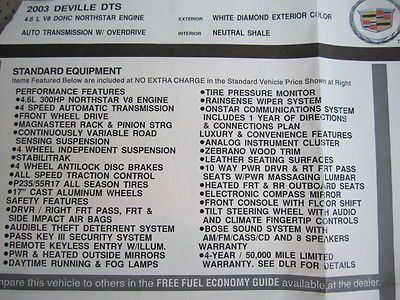 2003 DEVILLE DTS
4.6 L V8 DOHC NORTHSTAR ENGINE
AUTO TRANSMISSION W/ OVERDRIVE
EXTERIOR WHITE DIAMOND EXTERIOR COLOR
INTERIOR NEUTRAL SHALE
STANDARD EQUIPMENT
Items Featured Below are included at NO EXTRA CHARGE in the Standard Vehicle Price Shown at Right
PERFORMANCE FEATURES
•4.6L 300HP NORTHSTAR V8 ENGINE
•4 SPEED AUTOMATIC TRANSMISSION
•FRONT WHEEL DRIVE
•MAGNASTEER RACK & PINION STRG
•CONTINUOUSLY VARIABLE ROAD
SENSING SUSPENSION
•4 WHEEL INDEPENDENT SUSPENSION
•STABILITRAK
•4 WHEEL ANTILOCK DISC BRAKES
•ALL SPEED TRACTION CONTROL
•P235/55R17 ALL SEASON TIRES
•17" CAST ALUMINUM WHEELS
SAFETY FEATURES
•DRVR / RIGHT FRT PASS, FRT &
SIDE IMPACT AIR BAGS
•AUDIBLE THEFT DETERRENT SYSTEM
•PASS KEY III SECURITY SYSTEM
•REMOTE KEYLESS ENTRY W/ILLUM.
•PWR & HEATED OUTSIDE MIRRORS
•DAYTIME RUNNING & FOG LAMPS
•TIRE PRESSURE MONITOR
•RAINSENSE WIPER SYSTEM
•ONSTAR COMMUNICATIONS SYSTEM
INCLUDES 1 YEAR OF DIRECTIONS
& CONNECTIONS PLAN
LUXURY & CONVENIENCE FEATURES
•ANALOG INSTRUMENT CLUSTER
•ZEBRANO WOOD TRIM
•LEATHER SEATING SURFACES
•10 WAY PWR DRVR & RT FRT PASS
SEATS W/PWR MASSAGING LUMBAR
•HEATED FRT & RR OUTBOARD SEATS
•ELECTRONIC COMPASS MIRROR
•FRONT CONSOLE WITH FLOOR SHIFT
•TILT STEERING WHEEL WITH AUDIO
AND CLIMATE FINGERTIP CONTROLS
•BOSE SOUND SYSTEM WITH
AM/FM/CASS/CD AND 8 SPEAKERS
WARRANTY
•4-YEAR / 50,000 MILE LIMITED
WARRANTY. SEE DLR FOR DETAILS
pare this vehicle to others in the FREE FUEL ECONOMY GUIDE available at the dealer.